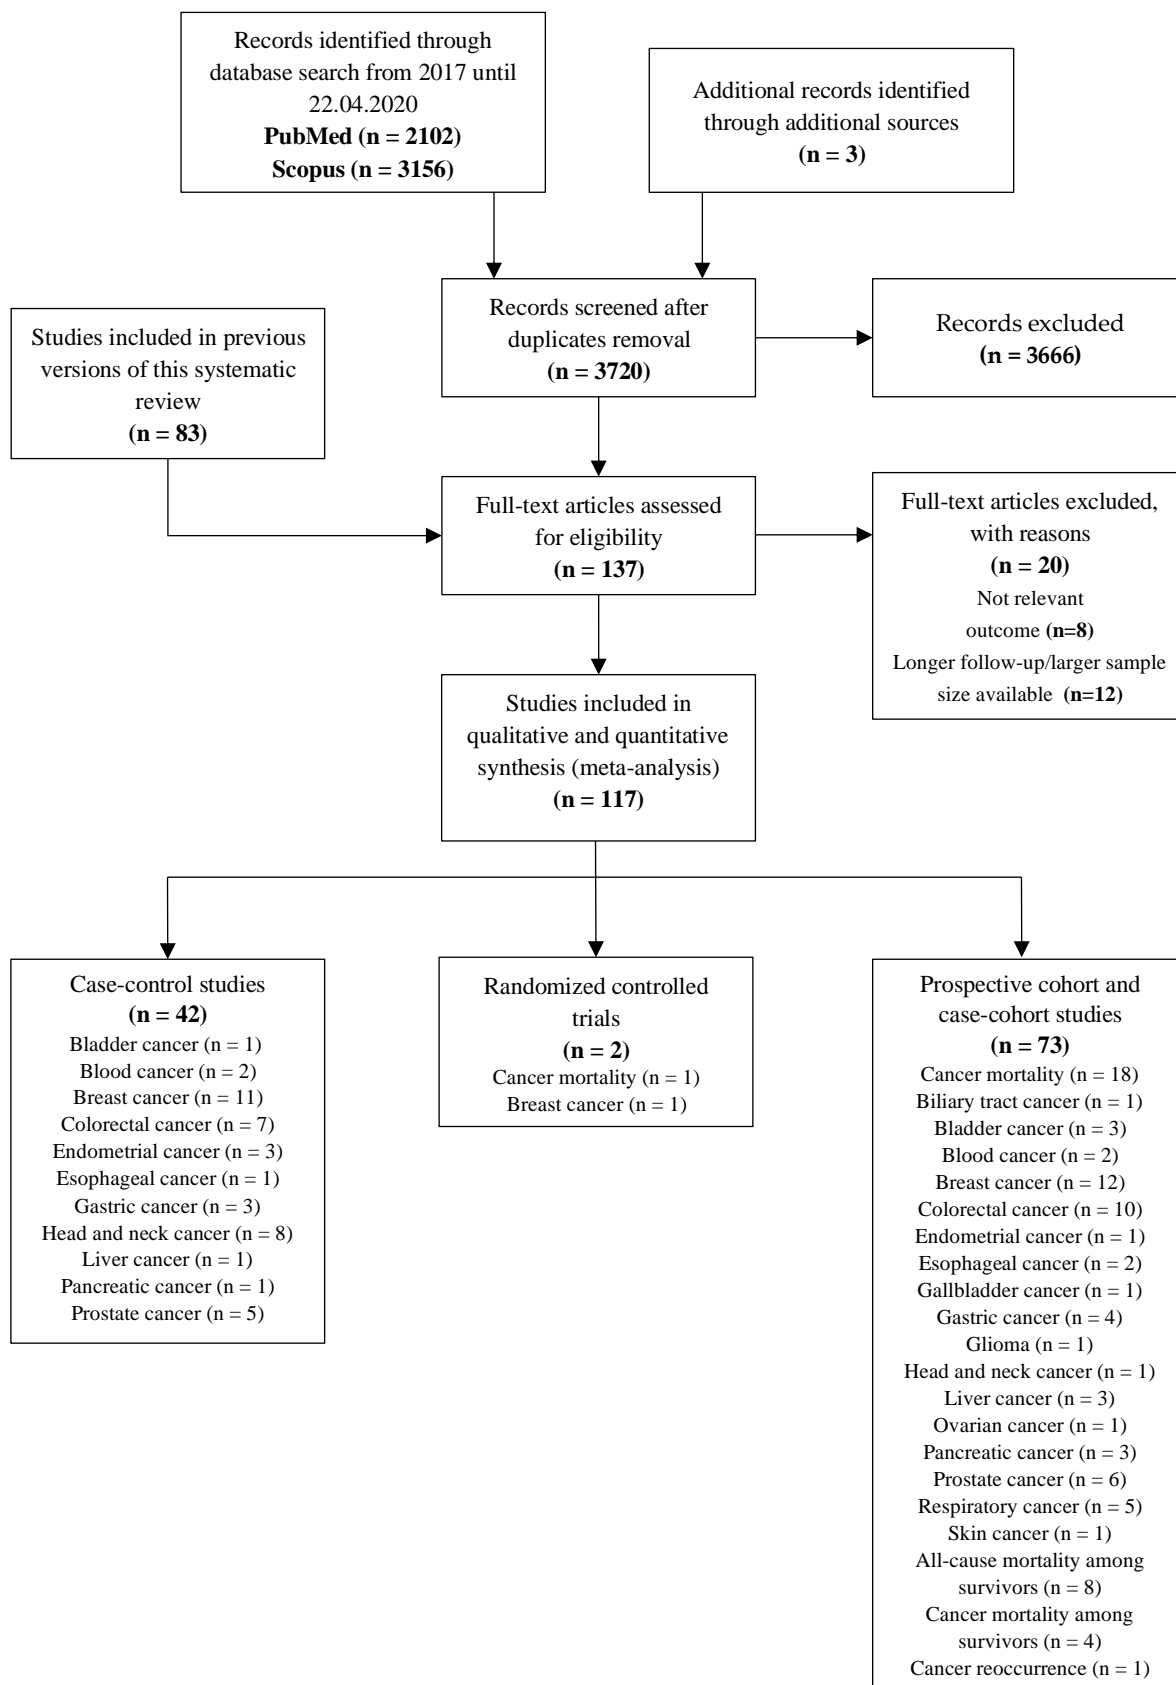 Records identified through
database search from 2017 until
22.04.2020
PubMed (n = 2102)
Scopus (n = 3156)
Additional records identified
through additional sources
(n = 3)
Records screened after
duplicates removal
(n = 3720)
Records excluded
(n = 3666)
Studies included in previous
versions of this systematic
review
(n = 83)
Full-text articles assessed
for eligibility
(n = 137)
Full-text articles excluded,
with reasons
(n = 20)
Not relevant
outcome (n=8)
Longer follow-up/larger sample
size available (n=12)
Studies included in
qualitative and quantitative
synthesis (meta-analysis)
(n = 117)
Case-control studies
(n = 42)
Bladder cancer (n = 1)
Blood cancer (n = 2)
Breast cancer (n = 11)
Colorectal cancer (n = 7)
Endometrial cancer (n = 3)
Esophageal cancer (n = 1)
Gastric cancer (n = 3)
Head and neck cancer (n = 8)
Liver cancer (n = 1)
Pancreatic cancer (n = 1)
Prostate cancer (n = 5)
Randomized controlled
trials
(n = 2)
Cancer mortality (n = 1)
Breast cancer (n = 1)
Prospective cohort and
case-cohort studies
(n = 73)
Cancer mortality (n = 18)
Biliary tract cancer (n = 1)
Bladder cancer (n = 3)
Blood cancer (n = 2)
Breast cancer (n = 12)
Colorectal cancer (n = 10)
Endometrial cancer (n = 1)
Esophageal cancer (n = 2)
Gallbladder cancer (n = 1)
Gastric cancer (n = 4)
Glioma (n = 1)
Head and neck cancer (n = 1)
Liver cancer (n = 3)
Ovarian cancer (n = 1)
Pancreatic cancer (n = 3)
Prostate cancer (n = 6)
Respiratory cancer (n = 5)
Skin cancer (n = 1)
All-cause mortality among
survivors (n = 8)
Cancer mortality among
survivors (n = 4)
Cancer reoccurrence (n = 1)